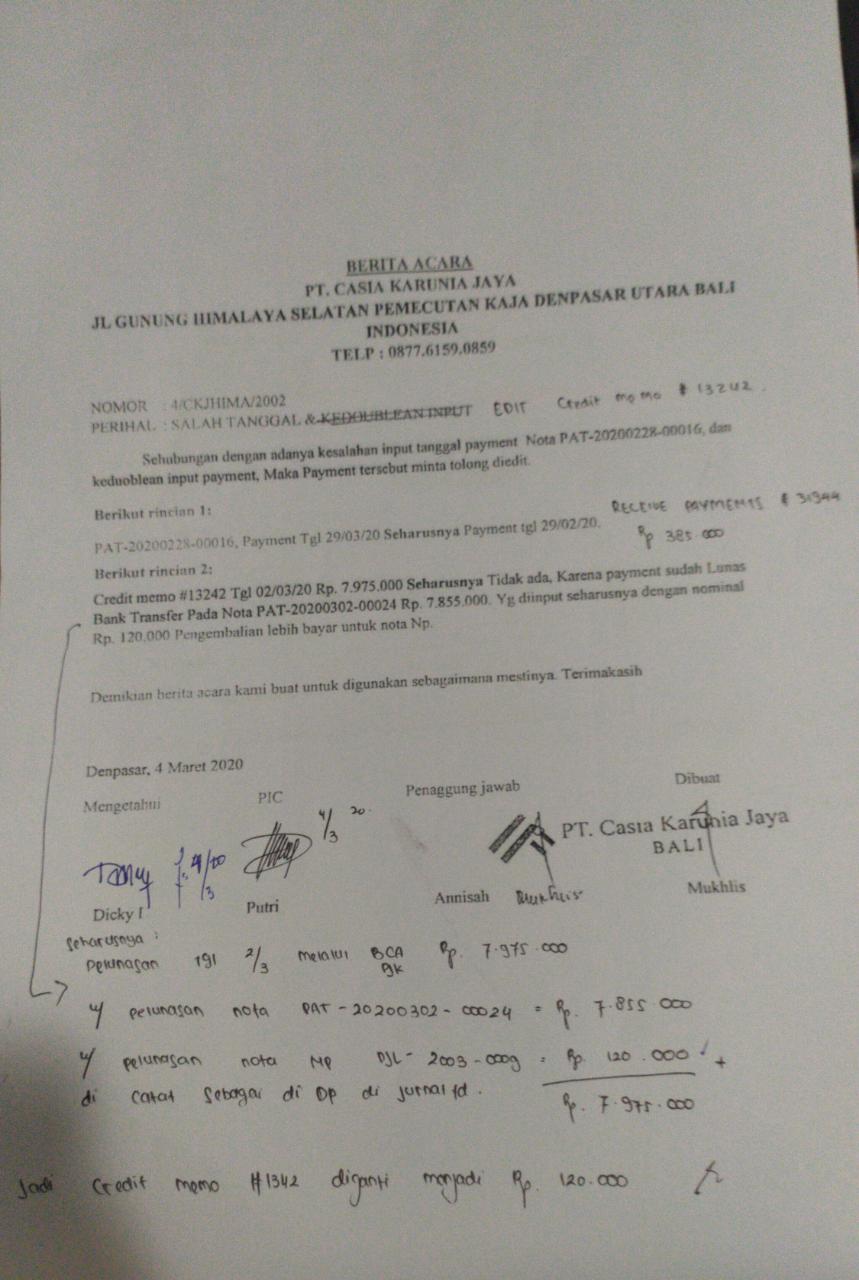 BERITA ACARA
PT. CASIA KARUNIA JAYA
JL GUNUNG HIMALAYA SELATAN PEMECUTAN KAJA DENPASAR UTARA BALI
INDONESIA
TELP : 0877.6159.0859
NOMOR : 4/CKJHIMA/2002
PERIHAL : SALAH TANGGAL & KEDOUBLEAN INPUT EDIT Credit memo # 13242.
Sehubungan dengan adanya kesalahan input tanggal payment Nota PAT-20200228-00016, dan
keduoblean input payment, Maka Payment tersebut minta tolong diedit.
Berikut rincian 1:
RECEIVE PAYMENTS # 31344
PAT-20200228-00016, Payment Tgl 29/03/20 Seharusnya Payment tgl 29/02/20. Rp 385.000
Berikut rincian 2:
Credit memo #13242 Tgl 02/03/20 Rp. 7.975.000 Seharusnya Tidak ada, Karena payment sudah Lunas
Bank Transfer Pada Nota PAT-20200302-00024 Rp. 7.855.000. Yg diinput seharusnya dengan nominal
Rp. 120.000 Pengembalian lebih bayar untuk nota Np.
Demikian berita acara kami buat untuk digunakan sebagaimana mestinya. Terimakasih
Denpasar, 4 Maret 2020
Mengetahui PIC Penaggung jawab Dibuat
4/3 20.
PT. Casia Karunia Jaya
BALI
Dicky I Putri Annisah Mukhlis Mukhlis
Seharusnya :
pelunasan tgl 2/3 melalui BCA gk Rp. 7.975.000
u/ pelunasan nota PAT-20200302-00024 = Rp. 7.855.000
u/ pelunasan nota NP DJL-2003-0009 = Rp. 120.000 +
di catat sebagai di DP di jurnal id. Rp. 7.975.000
Jadi Credit memo #1342 diganti menjadi Rp. 120.000